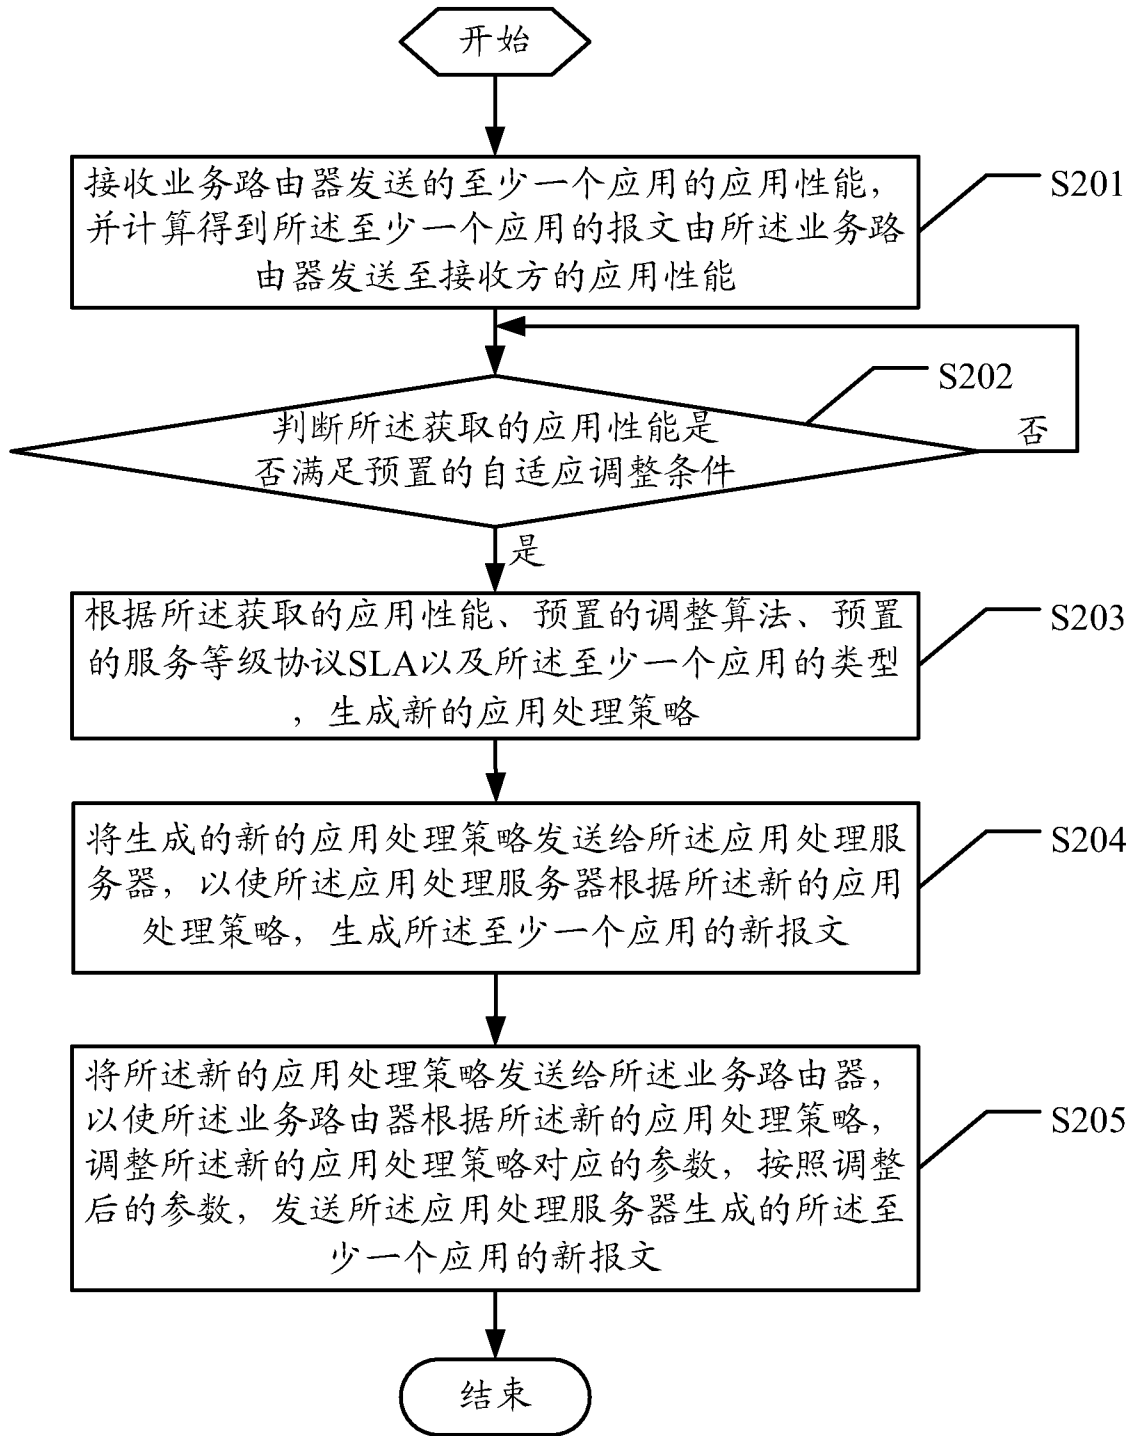 开始
接收业务路由器发送的至少一个应用的应用性能，
并计算得到所述至少一个应用的报文由所述业务路
由器发送至接收方的应用性能
S201
S202
判断所述获取的应用性能是
否满足预置的自适应调整条件
否
是
根据所述获取的应用性能、预置的调整算法、预置
的服务等级协议SLA以及所述至少一个应用的类型
，生成新的应用处理策略
S203
将生成的新的应用处理策略发送给所述应用处理服
务器，以使所述应用处理服务器根据所述新的应用
处理策略，生成所述至少一个应用的新报文
S204
将所述新的应用处理策略发送给所述业务路由器，
以使所述业务路由器根据所述新的应用处理策略，
调整所述新的应用处理策略对应的参数，按照调整
后的参数，发送所述应用处理服务器生成的所述至
少一个应用的新报文
S205
结束